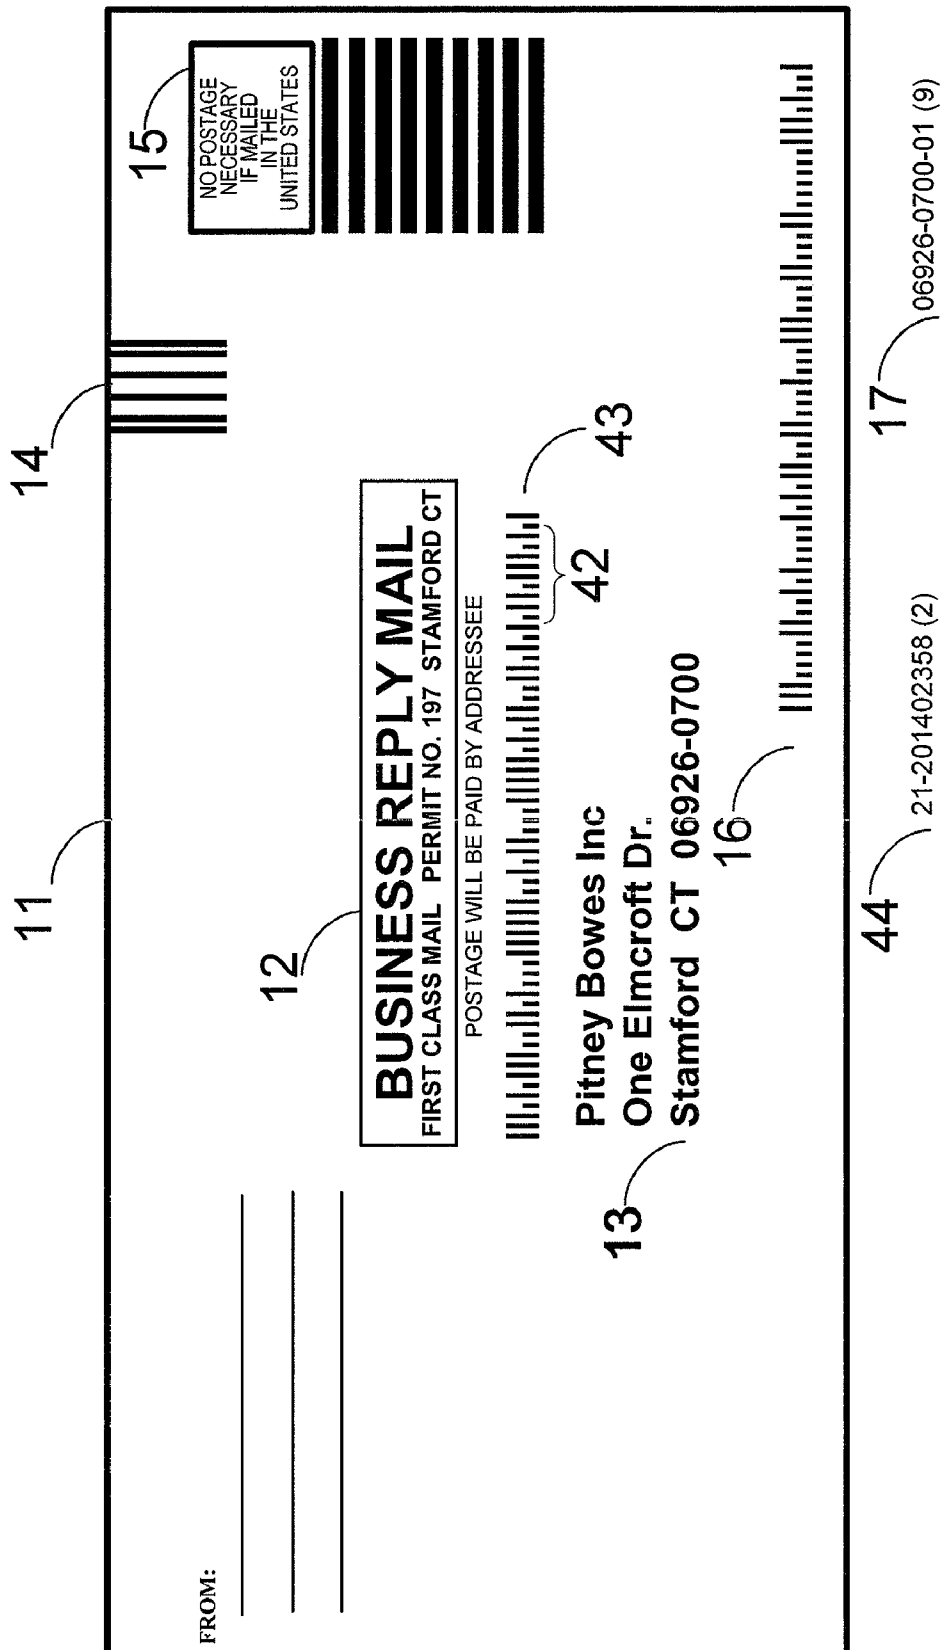 11
14
15
FROM:
NO POSTAGE
NECESSARY
IF MAILED
IN THE
UNITED STATES
12
BUSINESS REPLY MAIL
FIRST CLASS MAIL PERMIT NO. 197 STAMFORD CT
POSTAGE WILL BE PAID BY ADDRESSEE
43
42
13
Pitney Bowes Inc
One Elmcroft Dr.
Stamford CT 06926-0700
16
44
21-201402358 (2)
17
06926-0700-01 (9)